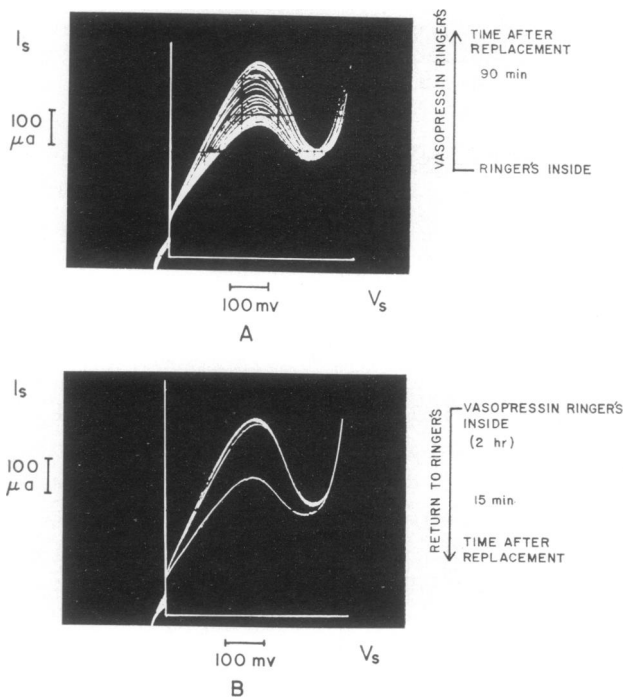 Is
100
μa
100 mv
Vs
A
VASOPRESSIN RINGER'S
TIME AFTER
REPLACEMENT
90 min
RINGER'S INSIDE
Is
100
μa
100 mv
Vs
B
RETURN TO RINGER'S
VASOPRESSIN RINGER'S
INSIDE
(2 hr)
15 min
TIME AFTER
REPLACEMENT